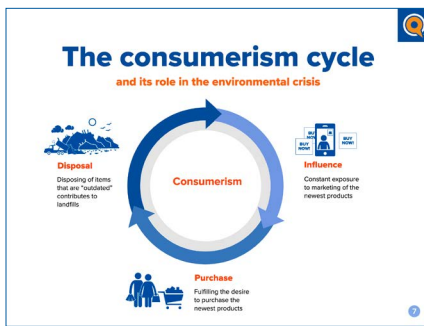 The consumerism cycle
and its role in the environmental crisis
BUY
NOW!
BUY
NOW!
BUY
NOW!
Disposal
Disposing of items
that are "outdated"
contributes to
landfills
Consumerism
Influence
Constant exposure
to marketing of the
newest products
Purchase
Fulfilling the desire
to purchase the
newest products
7